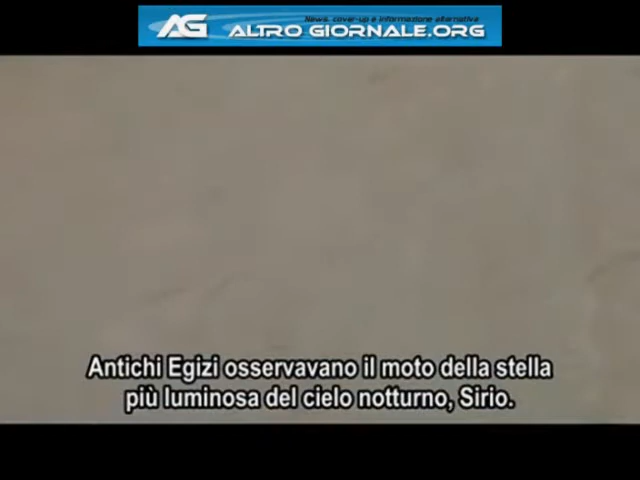 News, cover-up e informazione alternativa
AG ALTRO GIORNALE.ORG
Antichi Egizi osservavano il moto della stella
più luminosa del cielo notturno, Sirio.